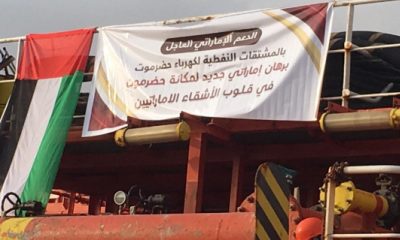 الدعم الإماراتي العاجل
بالمشتقات النفطية لكهرباء حضرموت
برهان إماراتي جديد لمكانة حضرموت
في قلوب الأشقاء الاماراتيين